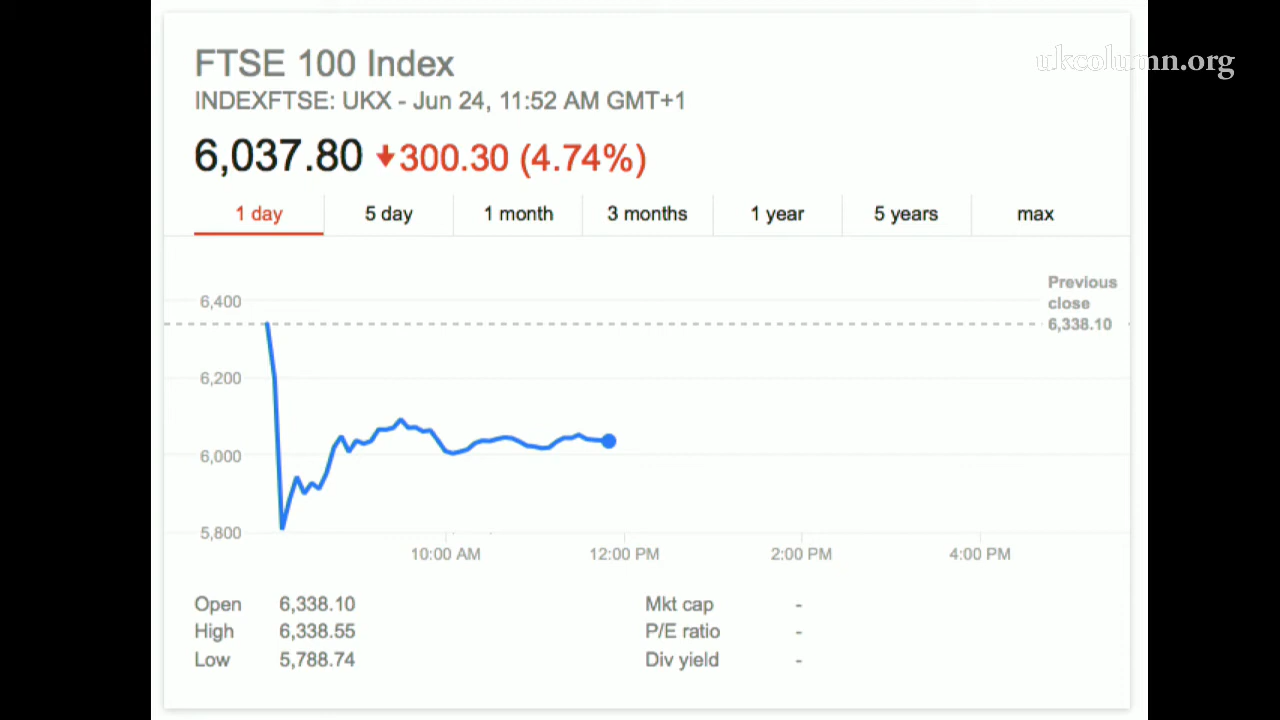 ukcolumn.org
FTSE 100 Index
INDEXFTSE: UKX - Jun 24, 11:52 AM GMT+1
6,037.80 300.30 (4.74%)
1 day 5 day 1 month 3 months 1 year 5 years max
Previous
close
6,338.10
6,400
6,200
6,000
5,800
10:00 AM 12:00 PM 2:00 PM 4:00 PM
Open 6,338.10 Mkt cap -
High 6,338.55 P/E ratio -
Low 5,788.74 Div yield -